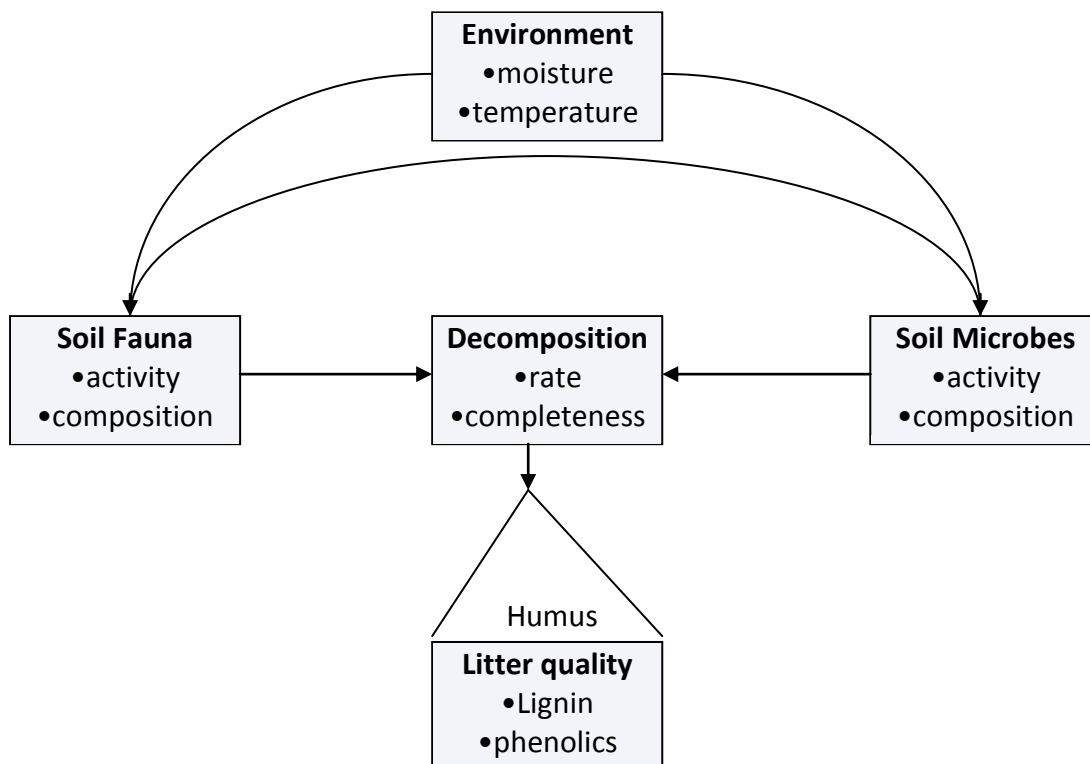 Environment
•moisture
•temperature
Soil Fauna
•activity
•composition
Decomposition
•rate
•completeness
Soil Microbes
•activity
•composition
Humus
Litter quality
•Lignin
•phenolics